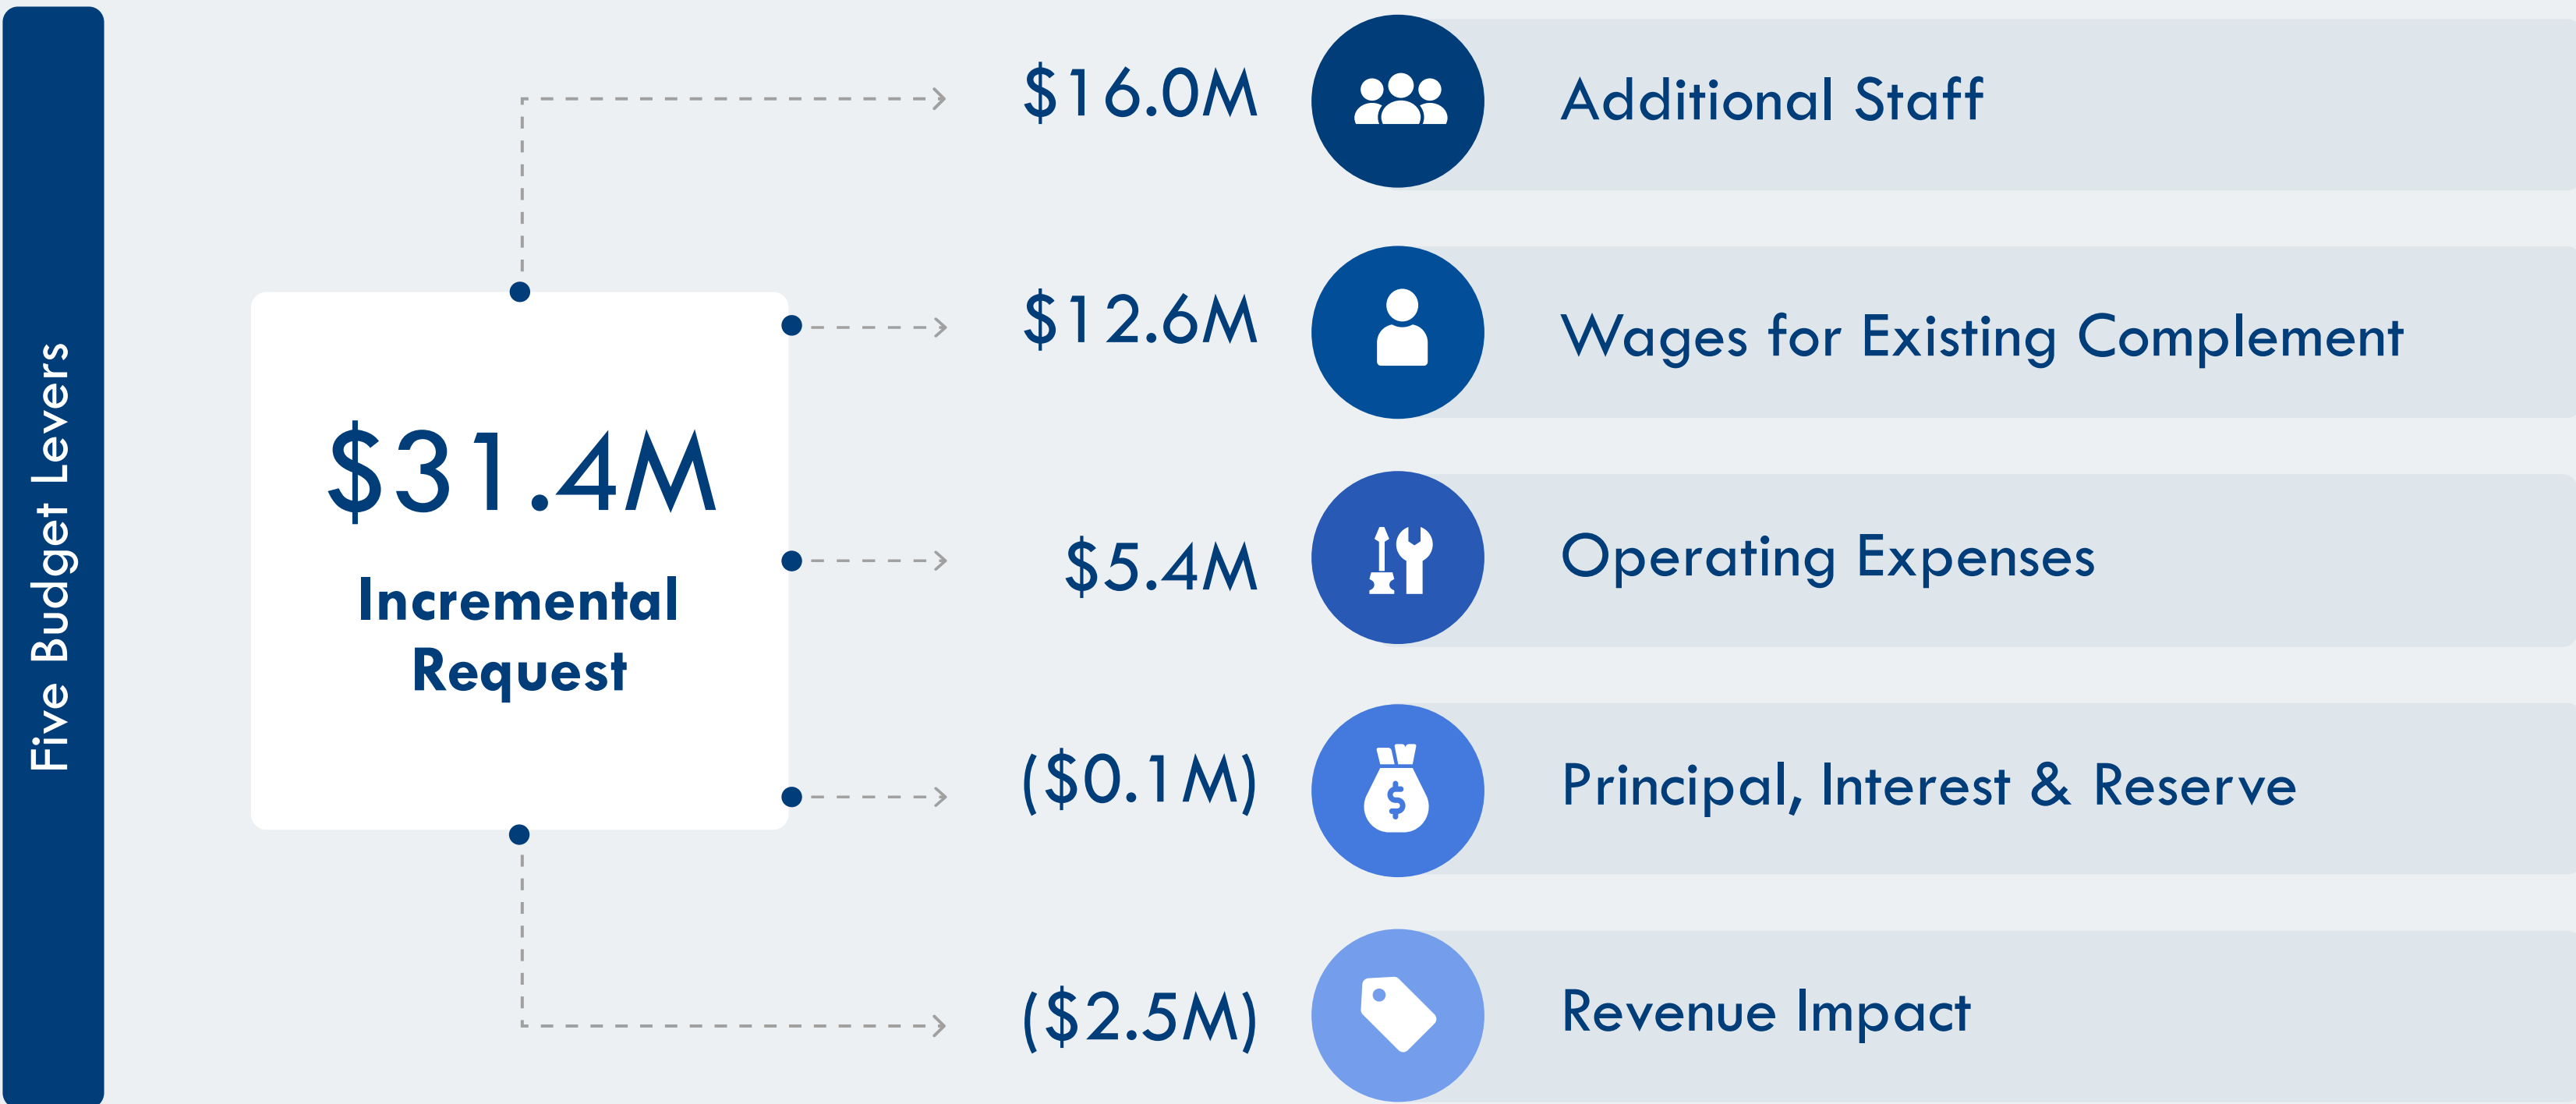 Five Budget Levers
$31.4M
Incremental
Request
$16.0M
Additional Staff
$12.6M
Wages for Existing Complement
$5.4M
Operating Expenses
($0.1M)
Principal, Interest & Reserve
($2.5M)
Revenue Impact